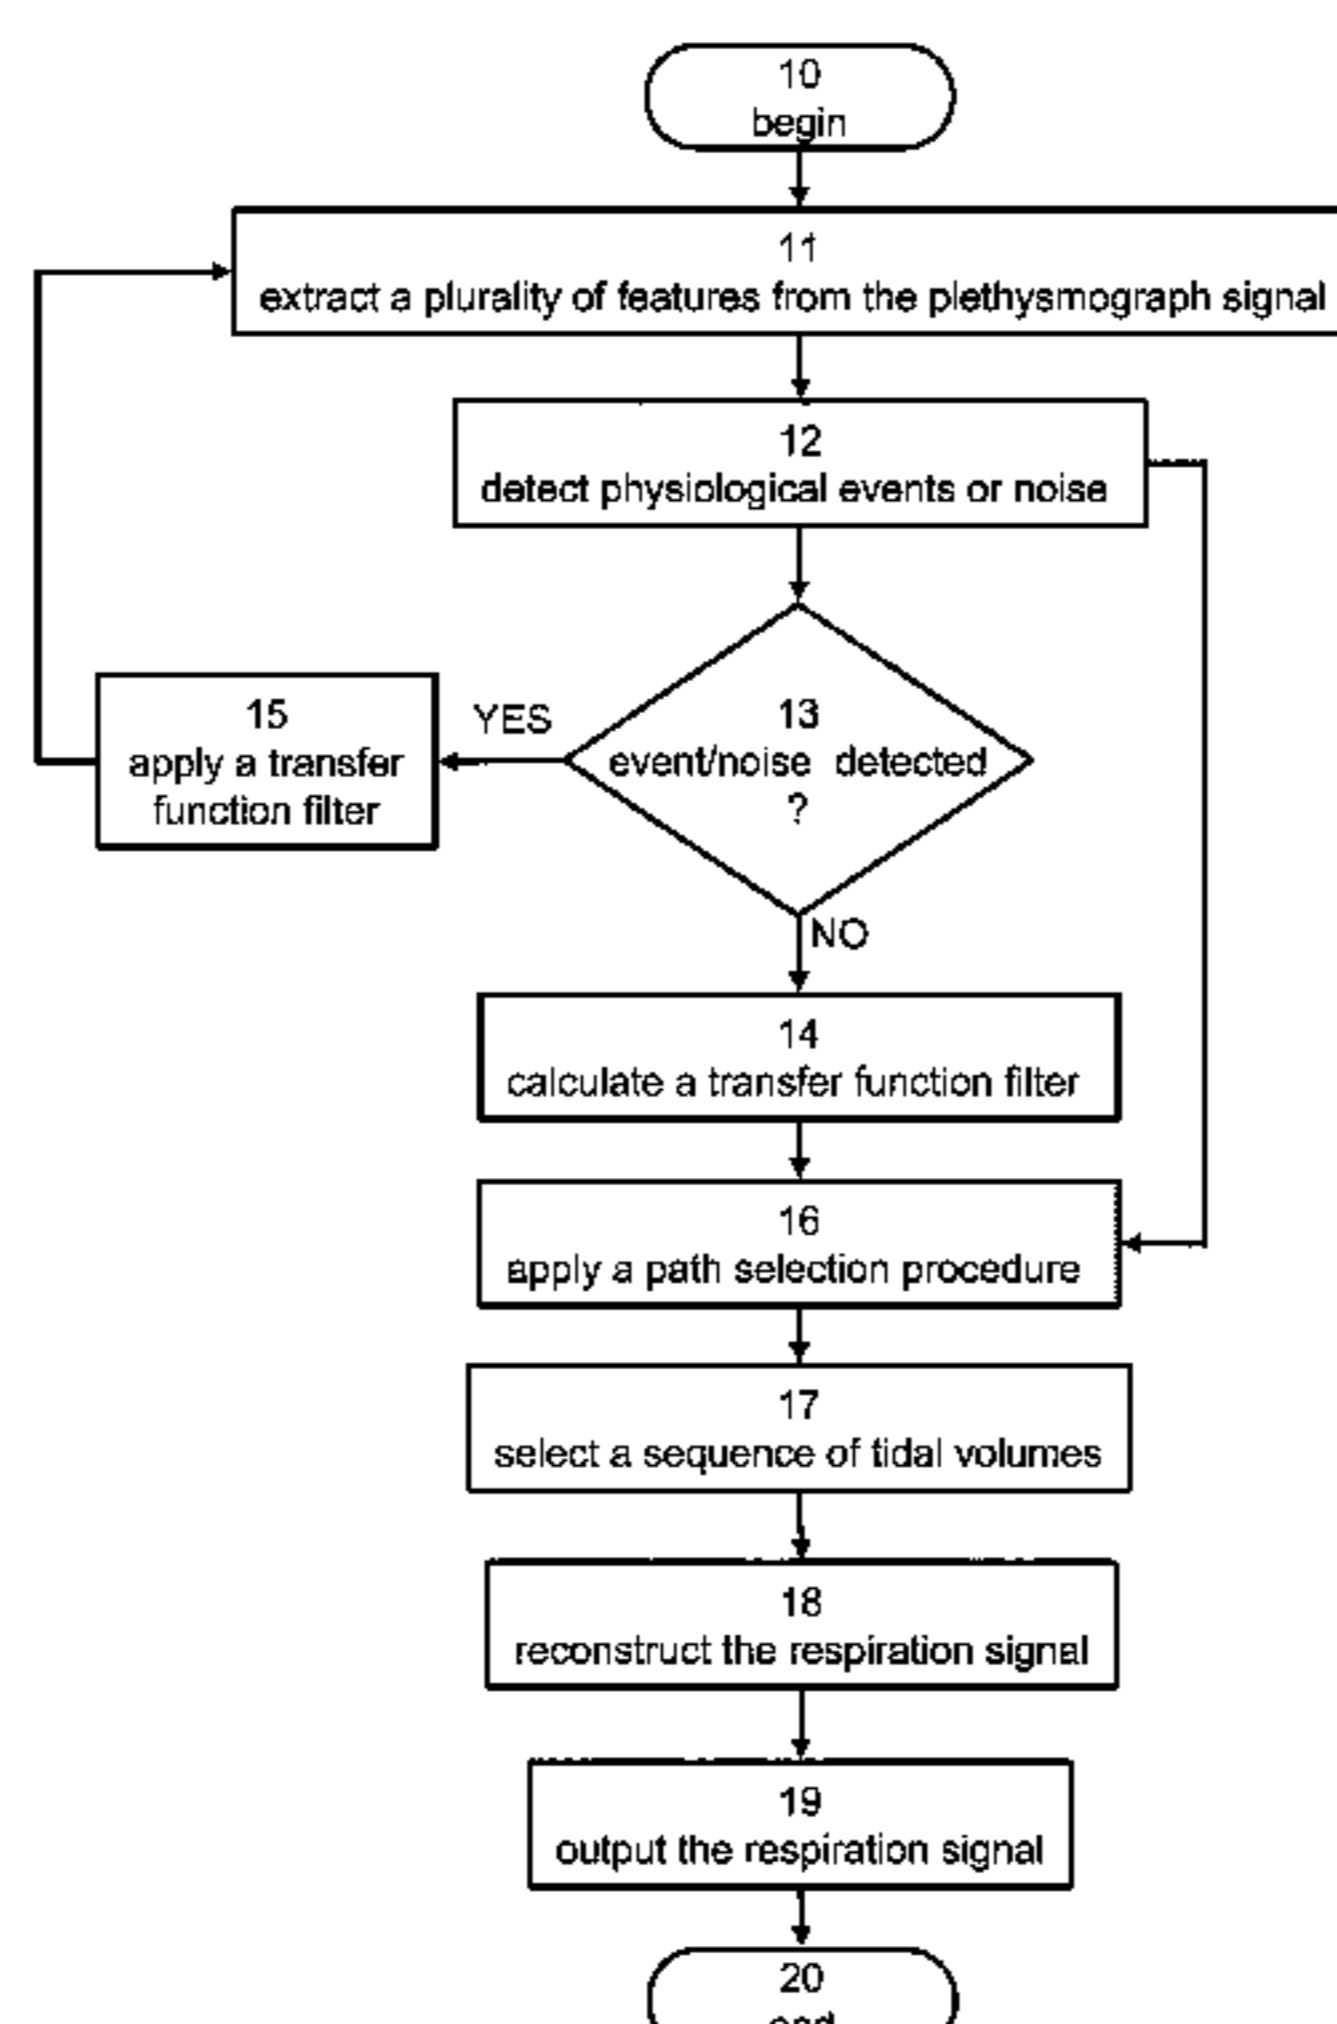 10
begin
11
extract a plurality of features from the plethysmograph signal
12
detect physiological events or noise
13
event/noise detected
?
YES
15
apply a transfer
function filter
NO
14
calculate a transfer function filter
16
apply a path selection procedure
17
select a sequence of tidal volumes
18
reconstruct the respiration signal
19
output the respiration signal
20